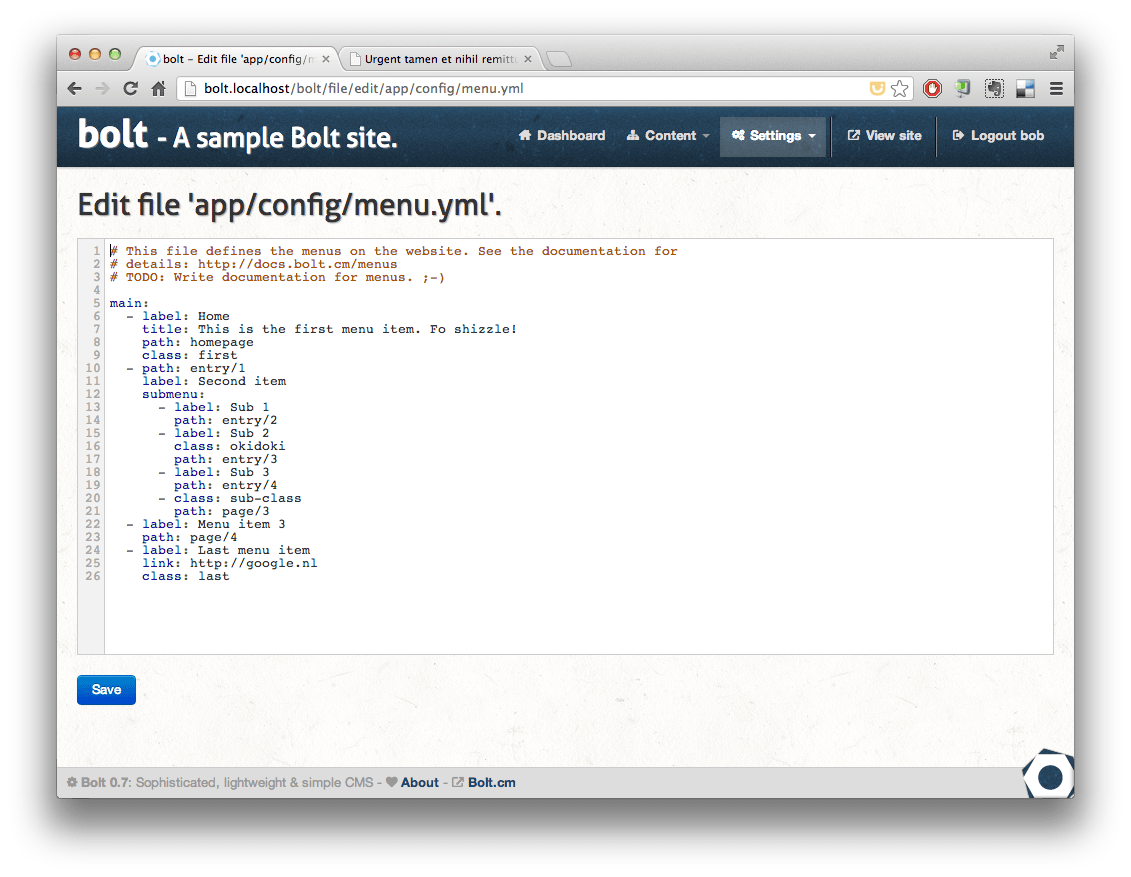 bolt - Edit file 'app/config/m
Urgent tamen et nihil remittu
bolt.localhost/bolt/file/edit/app/config/menu.yml
bolt - A sample Bolt site.
Dashboard
Content
Settings
View site
Logout bob
Edit file 'app/config/menu.yml'.
1 # This file defines the menus on the website. See the documentation for
2 # details: http://docs.bolt.cm/menus
3 # TODO: Write documentation for menus. ;-)
4
5 main:
6   - label: Home
7     title: This is the first menu item. Fo shizzle!
8     path: homepage
9     class: first
10   - path: entry/1
11     label: Second item
12     submenu:
13       - label: Sub 1
14         path: entry/2
15       - label: Sub 2
16         class: okidoki
17         path: entry/3
18       - label: Sub 3
19         path: entry/4
20       - class: sub-class
21         path: page/3
22   - label: Menu item 3
23     path: page/4
24   - label: Last menu item
25     link: http://google.nl
26     class: last
Save
Bolt 0.7: Sophisticated, lightweight & simple CMS - About - Bolt.cm